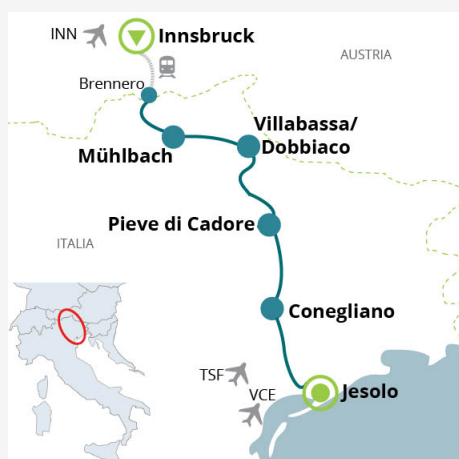 INN
Innsbruck
AUSTRIA
Brennero
Villabassa/
Dobbiaco
Mühlbach
Pieve di Cadore
ITALIA
Conegliano
TSF
VCE
Jesolo